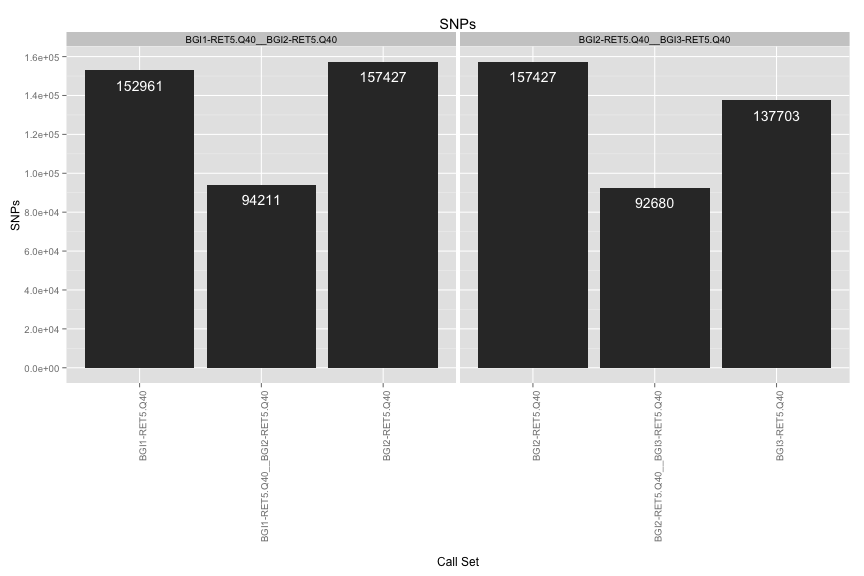 SNPs
BGI1-RET5.Q40__BGI2-RET5.Q40
BGI2-RET5.Q40__BGI3-RET5.Q40
SNPs
1.6e+05
1.4e+05
1.2e+05
1.0e+05
8.0e+04
6.0e+04
4.0e+04
2.0e+04
0.0e+00
152961
94211
157427
157427
92680
137703
BGI1-RET5.Q40
BGI1-RET5.Q40__BGI2-RET5.Q40
BGI2-RET5.Q40
BGI2-RET5.Q40
BGI2-RET5.Q40__BGI3-RET5.Q40
BGI3-RET5.Q40
Call Set